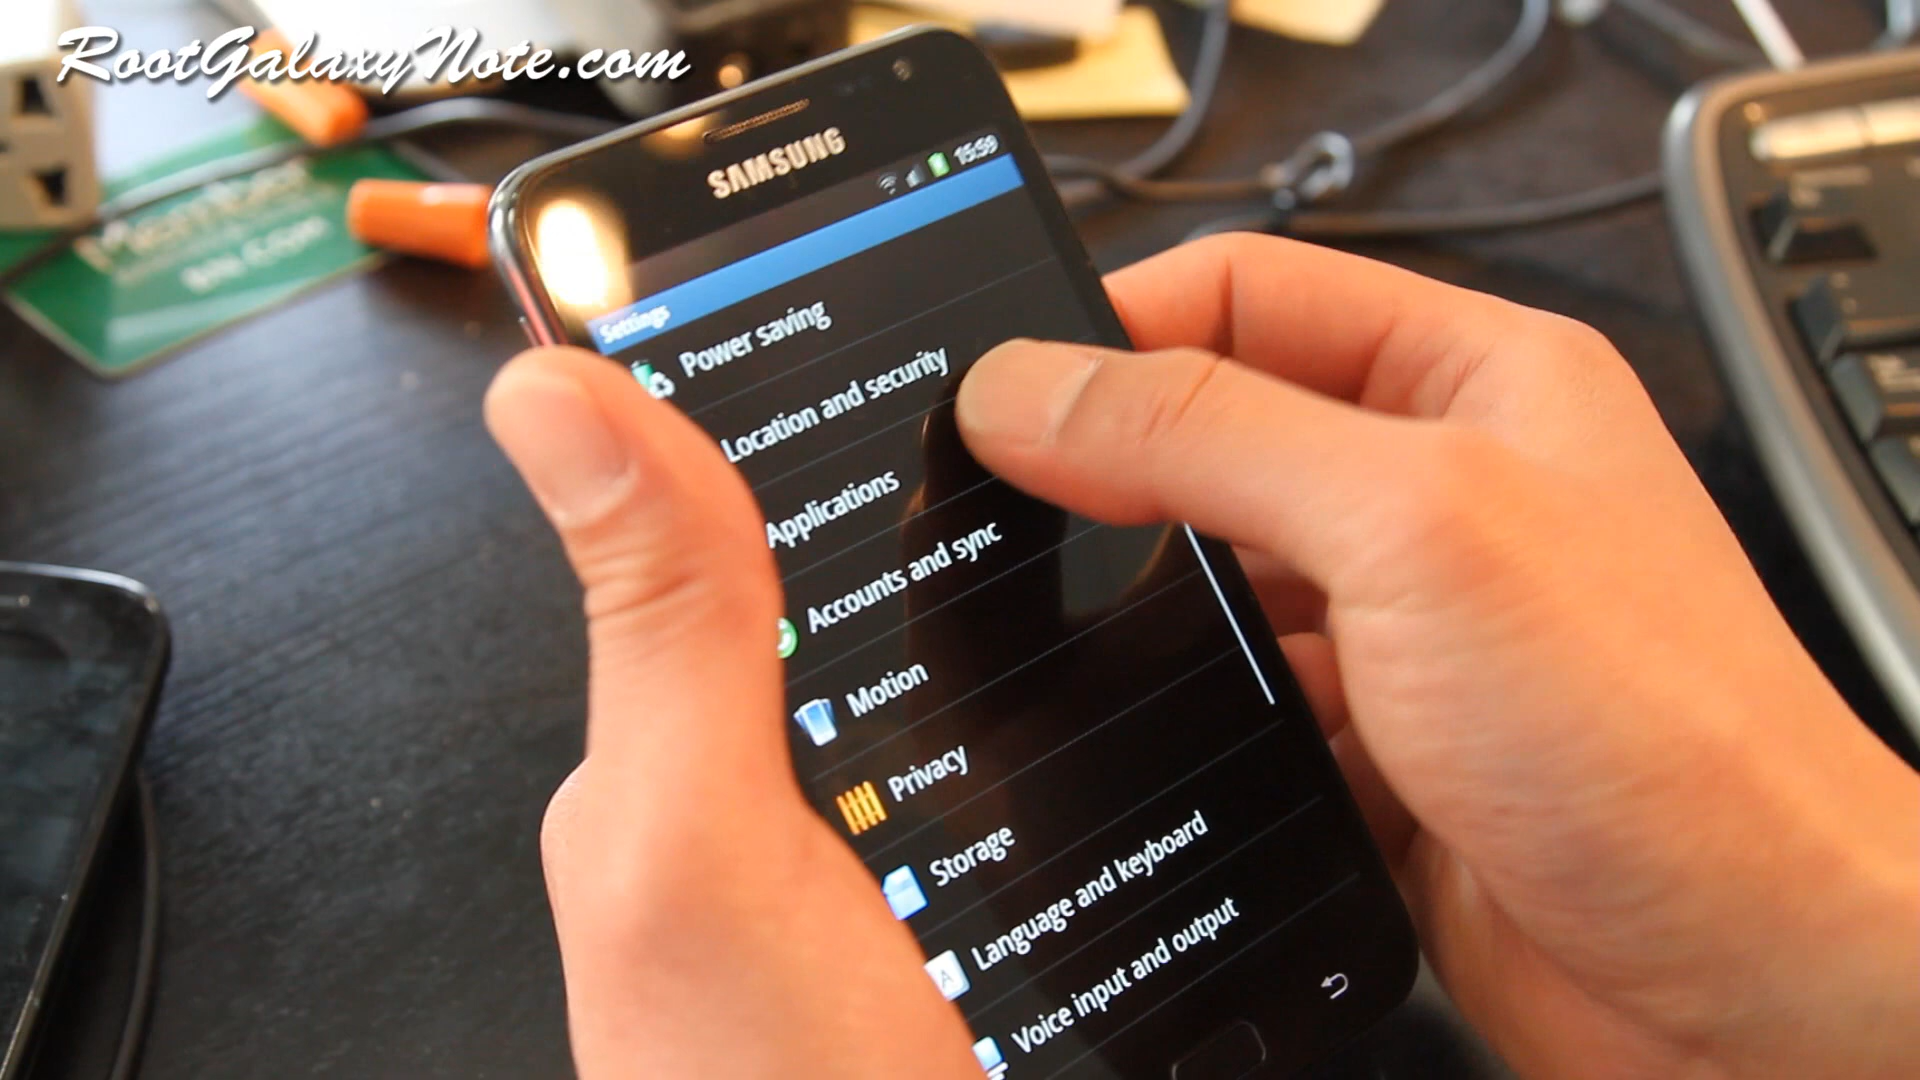 RootGalaxyNote.com
SAMSUNG
15:59
Settings
Power saving
Location and security
Applications
Accounts and sync
Motion
Privacy
Storage
Language and keyboard
Voice input and output
Member